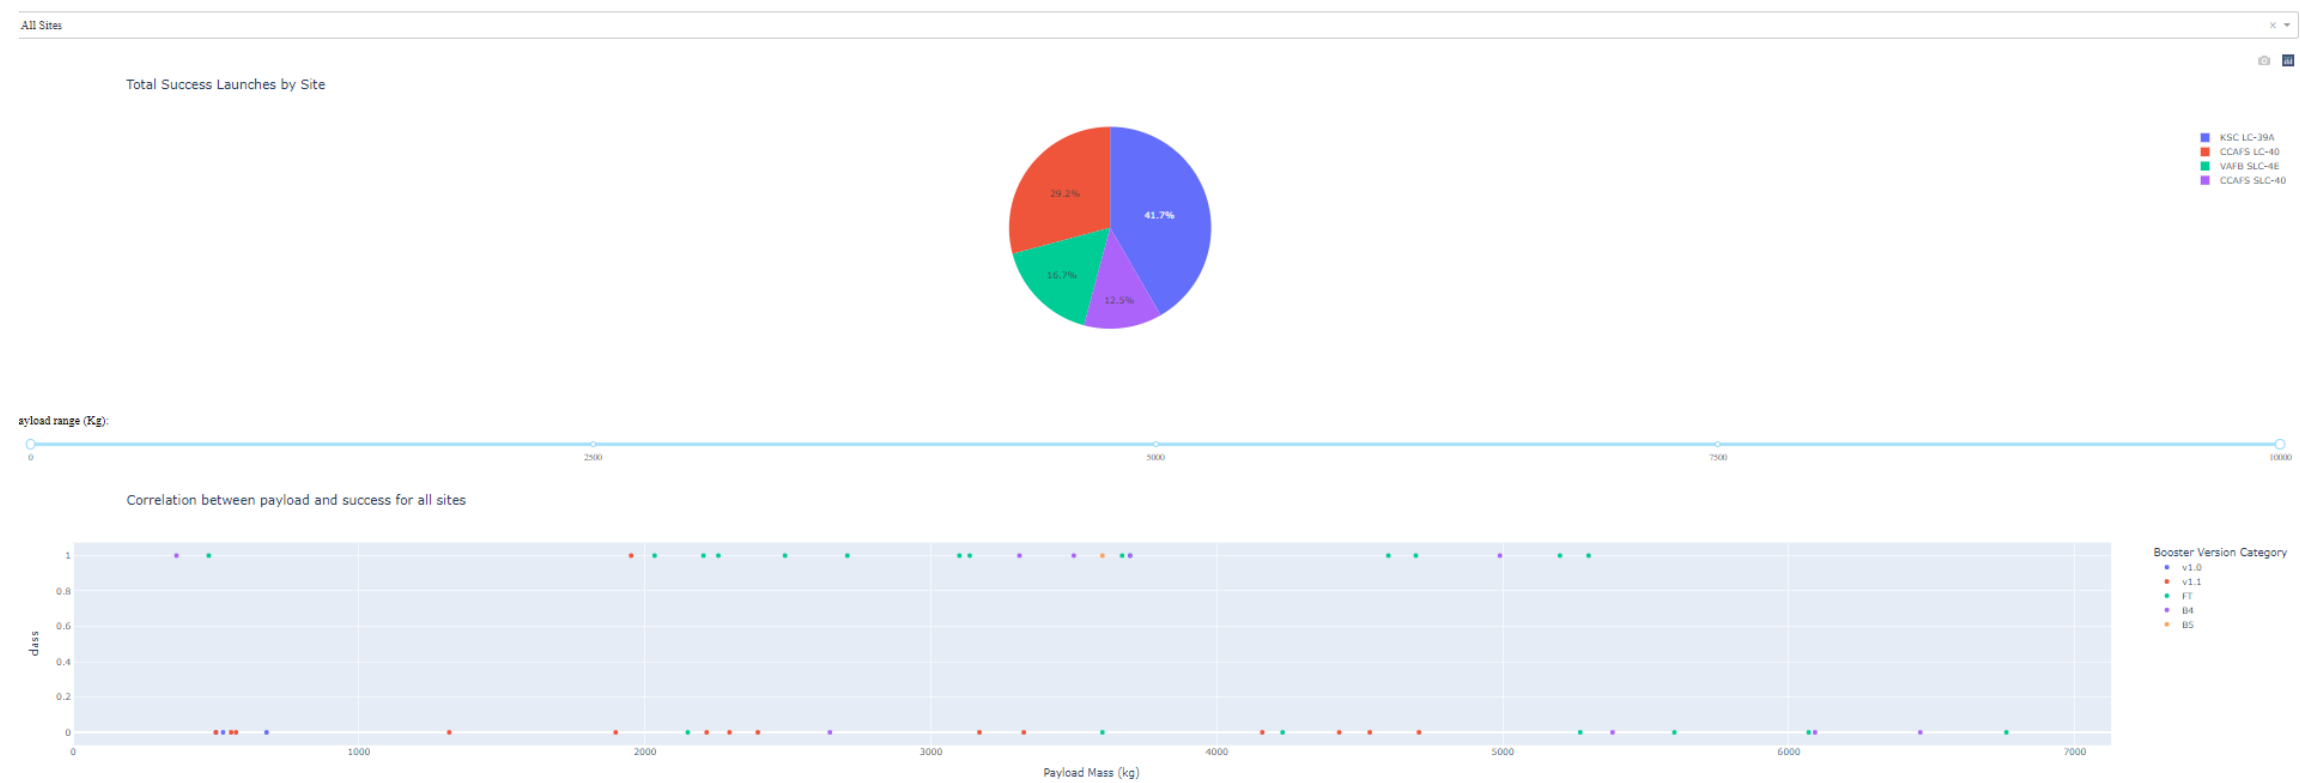 All Sites
Total Success Launches by Site
KSC LC-39A
CCAFS LC-40
VAFB SLC-4E
CCAFS SLC-40
29.2%
41.7%
16.7%
12.5%
ayload range (Kg):
0 2500 5000 7500 10000
Correlation between payload and success for all sites
Booster Version Category
v1.0
v1.1
FT
B4
B5
class
1
0.8
0.6
0.4
0.2
0
0 1000 2000 3000 4000 5000 6000 7000
Payload Mass (kg)